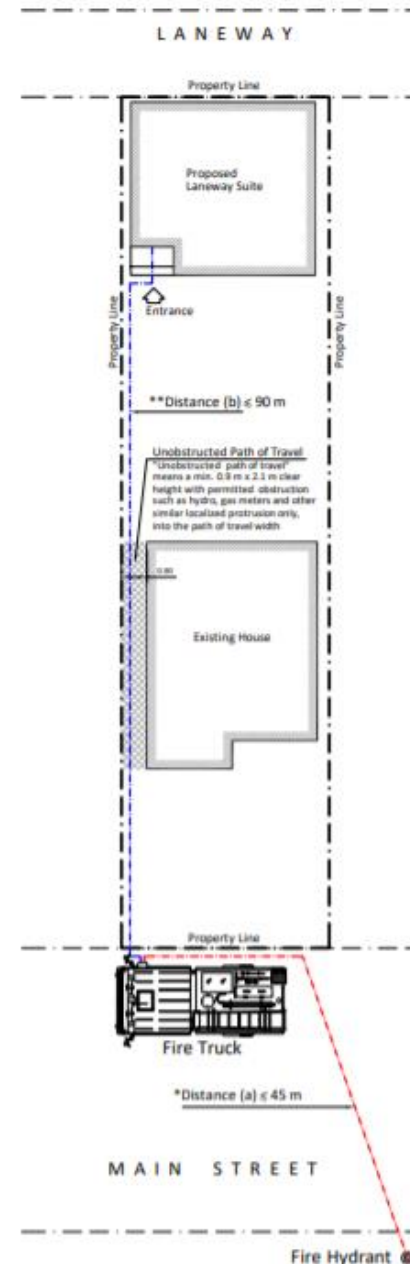 LANEWAY
Property Line
Proposed
Laneway Suite
Property Line
Property Line
Entrance
**Distance (b) ≤ 90 m
Unobstructed Path of Travel
"Unobstructed path of travel"
means a min. 0.9 m x 2.1 m clear
height with permitted obstruction
such as hydro, gas meters and other
similar localized protrusion only,
into the path of travel width
Existing House
Property Line
Fire Truck
*Distance (a) ≤ 45 m
MAIN STREET
Fire Hydrant